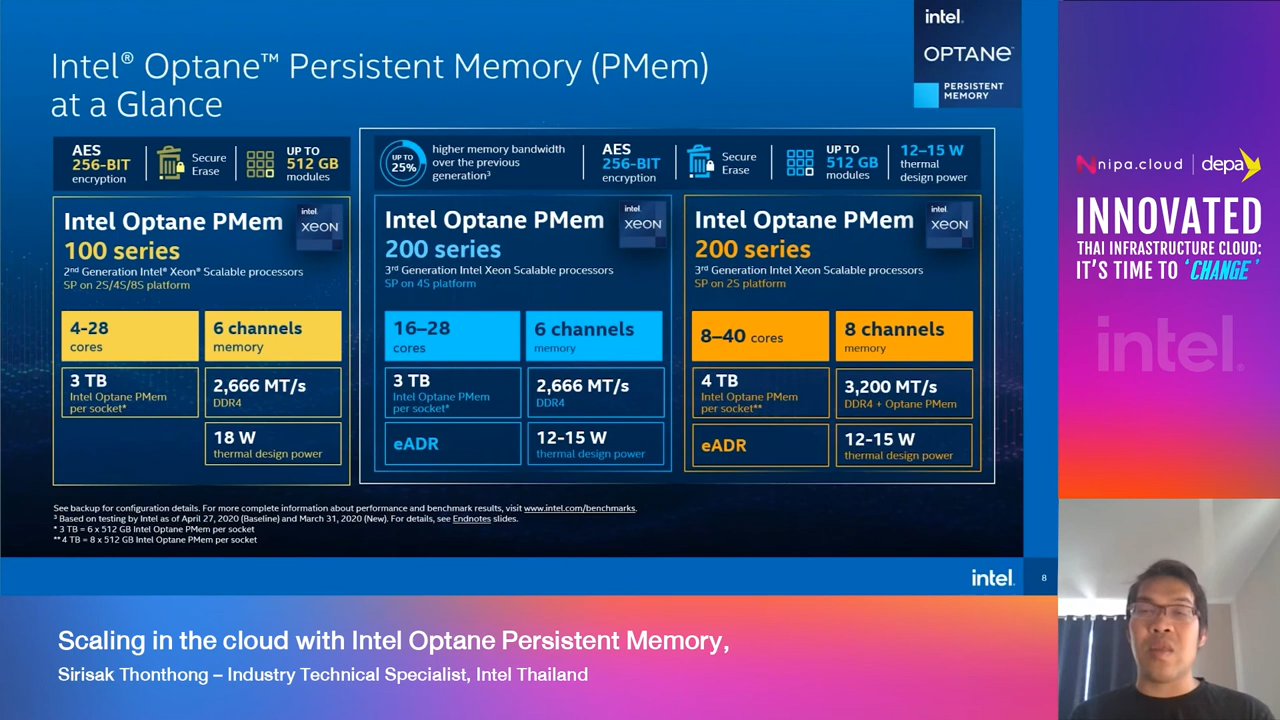 Intel® Optane™ Persistent Memory (PMem)
at a Glance
intel.
OPTANE™
PERSISTENT
MEMORY
AES
256-BIT
encryption
Secure
Erase
UP TO
512 GB
modules
UP TO
25%
higher memory bandwidth
over the previous
generation³
AES
256-BIT
encryption
Secure
Erase
UP TO
512 GB
modules
12–15 W
thermal
design power
Intel Optane PMem
100 series
intel.
XEON
2nd Generation Intel® Xeon® Scalable processors
SP on 2S/4S/8S platform
4-28
cores
6 channels
memory
3 TB
Intel Optane PMem
per socket*
2,666 MT/s
DDR4
18 W
thermal design power
Intel Optane PMem
200 series
intel.
XEON
3rd Generation Intel Xeon Scalable processors
SP on 4S platform
16–28
cores
6 channels
memory
3 TB
Intel Optane PMem
per socket*
2,666 MT/s
DDR4
eADR
12-15 W
thermal design power
Intel Optane PMem
200 series
intel.
XEON
3rd Generation Intel Xeon Scalable processors
SP on 2S platform
8–40 cores
8 channels
memory
4 TB
Intel Optane PMem
per socket**
3,200 MT/s
DDR4 + Optane PMem
eADR
12-15 W
thermal design power
See backup for configuration details. For more complete information about performance and benchmark results, visit www.intel.com/benchmarks.
³ Based on testing by Intel as of April 27, 2020 (Baseline) and March 31, 2020 (New). For details, see Endnotes slides.
* 3 TB = 6 x 512 GB Intel Optane PMem per socket
** 4 TB = 8 x 512 GB Intel Optane PMem per socket
intel.
8
nipa.cloud | depa
INNOVATED
THAI INFRASTRUCTURE CLOUD:
IT'S TIME TO 'CHANGE'
intel.
Scaling in the cloud with Intel Optane Persistent Memory,
Sirisak Thonthong – Industry Technical Specialist, Intel Thailand